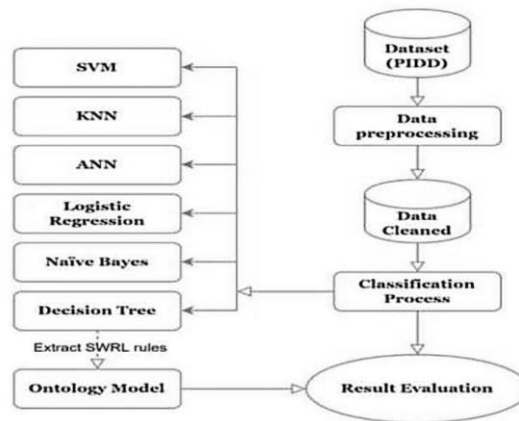 SVM
KNN
ANN
Logistic
Regression
Naïve Bayes
Decision Tree
Extract SWRL rules
Ontology Model
Dataset
(PIDD)
Data
preprocessing
Data
Cleaned
Classification
Process
Result Evaluation